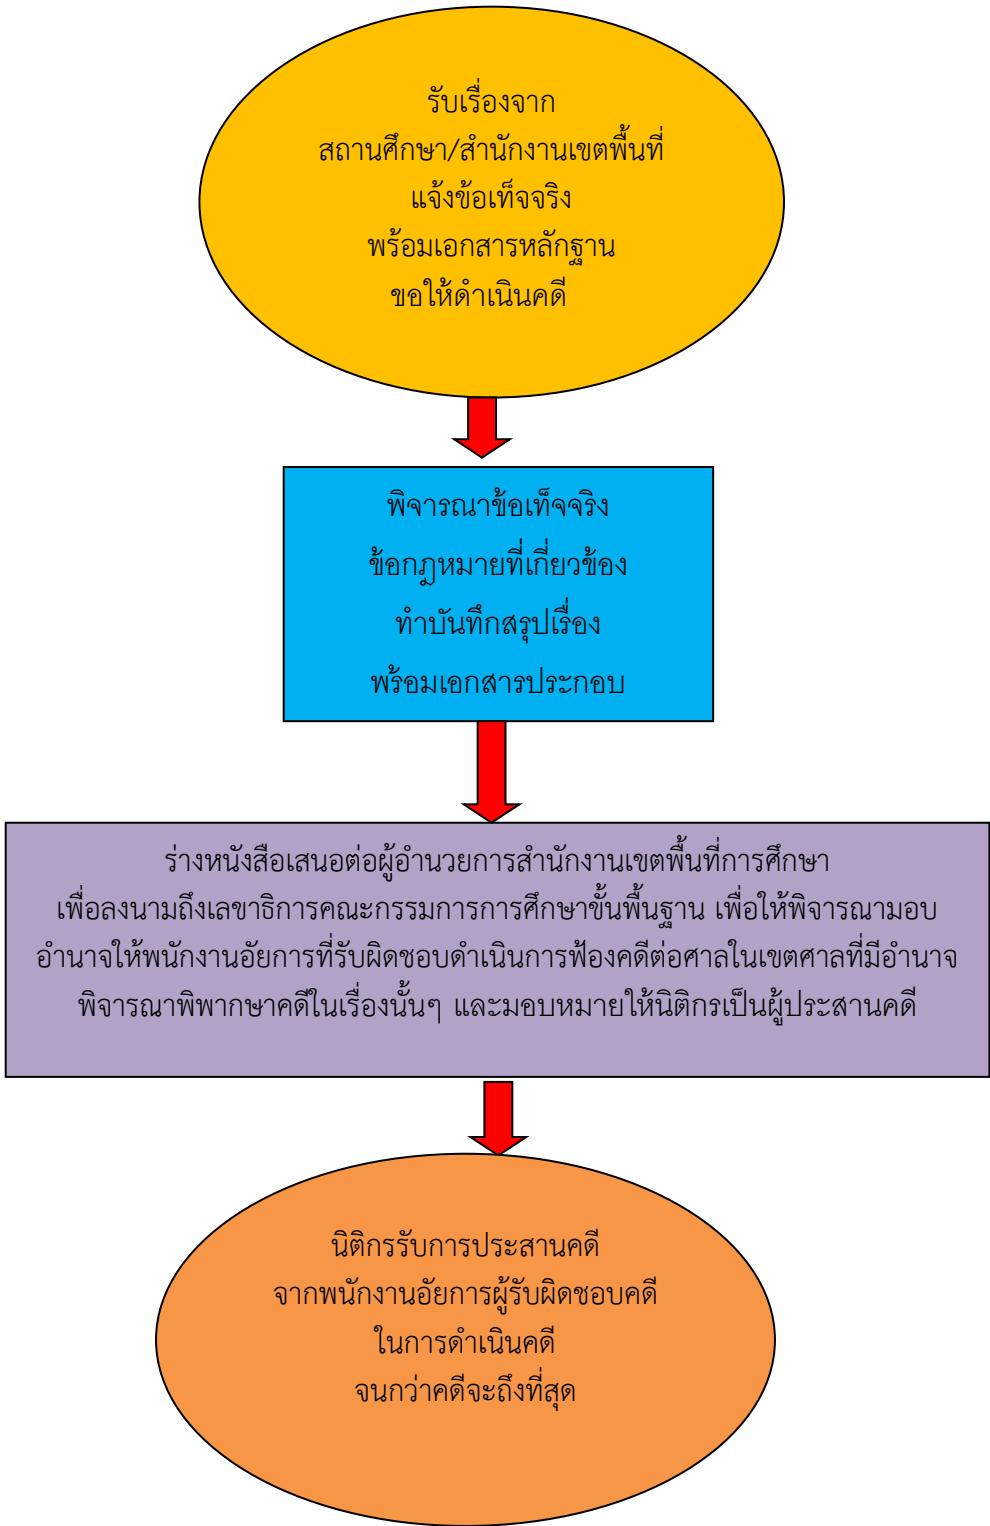 รับเรื่องจาก
สถานศึกษา/สำนักงานเขตพื้นที่
แจ้งข้อเท็จจริง
พร้อมเอกสารหลักฐาน
ขอให้ดำเนินคดี
พิจารณาข้อเท็จจริง
ข้อกฎหมายที่เกี่ยวข้อง
ทำบันทึกสรุปเรื่อง
พร้อมเอกสารประกอบ
ร่างหนังสือเสนอต่อผู้อำนวยการสำนักงานเขตพื้นที่การศึกษา
เพื่อลงนามถึงเลขาธิการคณะกรรมการการศึกษาขั้นพื้นฐาน เพื่อให้พิจารณามอบ
อำนาจให้พนักงานอัยการที่รับผิดชอบดำเนินการฟ้องคดีต่อศาลในเขตศาลที่มีอำนาจ
พิจารณาพิพากษาคดีในเรื่องนั้นๆ และมอบหมายให้นิติกรเป็นผู้ประสานคดี
นิติกรรับการประสานคดี
จากพนักงานอัยการผู้รับผิดชอบคดี
ในการดำเนินคดี
จนกว่าคดีจะถึงที่สุด